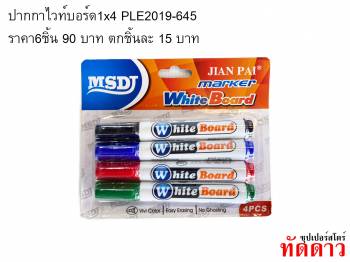 ปากกาไวท์บอร์ด1x4 PLE2019-645
ราคา6ชิ้น 90 บาท ตกชิ้นละ 15 บาท
MSDJ
JIAN PAI
marker
White Board
White Board
White Board
White Board
White Board
Vivi Color
Easy Erasing
No Ghosting
4PCS
ซุปเปอร์สโตร์
ทัดดาว